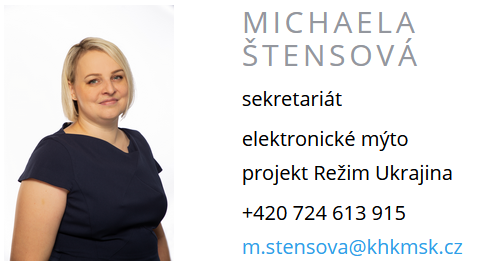 MICHAELA
ŠTENSOVÁ
sekretariát
elektronické mýto
projekt Režim Ukrajina
+420 724 613 915
m.stensova@khkmsk.cz